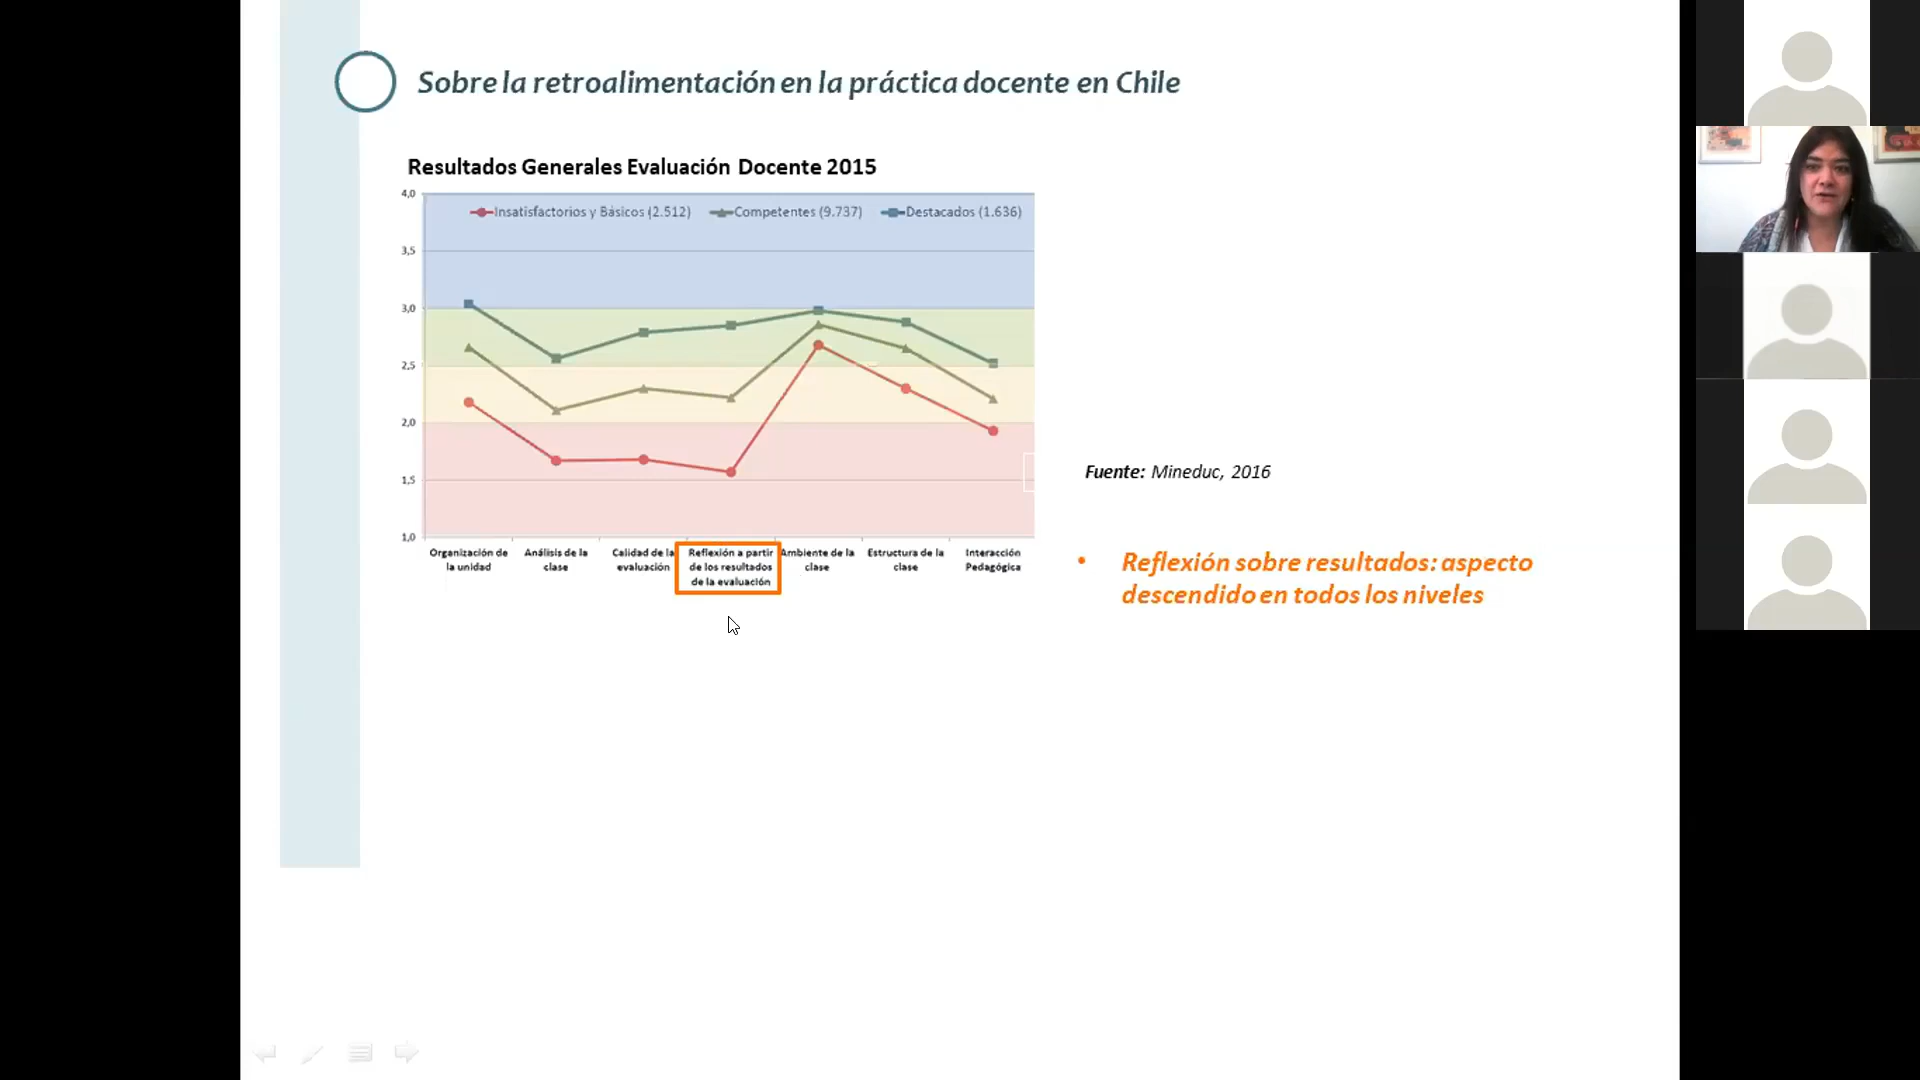 Sobre la retroalimentación en la práctica docente en Chile
Resultados Generales Evaluación Docente 2015
4,0
Insatisfactorios y Básicos (2.512)
Competentes (9.737)
Destacados (1.636)
3,5
3,0
2,5
2,0
1,5
1,0
Organización de
la unidad
Análisis de la
clase
Calidad de la
evaluación
Reflexión a partir
de los resultados
de la evaluación
Ambiente de la
clase
Estructura de la
clase
Interacción
Pedagógica
Fuente: Mineduc, 2016
• Reflexión sobre resultados: aspecto
descendido en todos los niveles